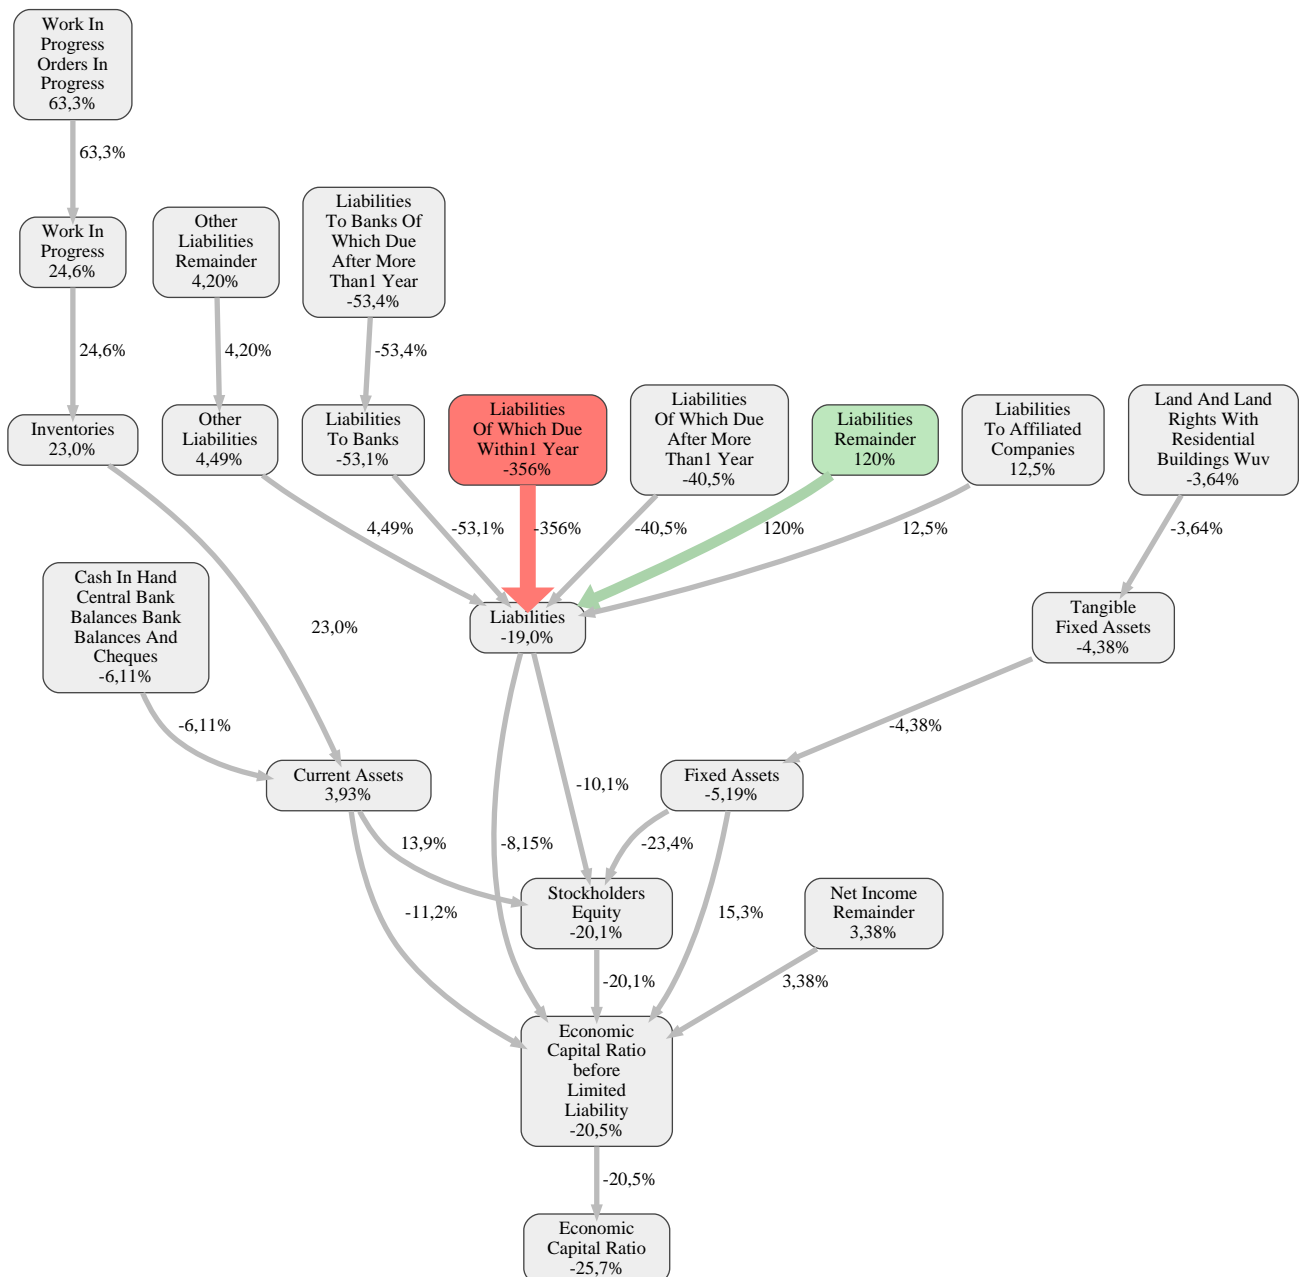 Work In
Progress
Orders In
Progress
63,3%
63,3%
Work In
Progress
24,6%
Other
Liabilities
Remainder
4,20%
Liabilities
To Banks Of
Which Due
After More
Than1 Year
-53,4%
24,6%
4,20%
-53,4%
Inventories
23,0%
Other
Liabilities
4,49%
Liabilities
To Banks
-53,1%
Liabilities
Of Which Due
Within1 Year
-356%
Liabilities
Of Which Due
After More
Than1 Year
-40,5%
Liabilities
Remainder
120%
Liabilities
To Affiliated
Companies
12,5%
Land And Land
Rights With
Residential
Buildings Wuv
-3,64%
4,49%
-53,1%
-356%
-40,5%
120%
12,5%
-3,64%
Cash In Hand
Central Bank
Balances Bank
Balances And
Cheques
-6,11%
23,0%
Liabilities
-19,0%
Tangible
Fixed Assets
-4,38%
-6,11%
-4,38%
Current Assets
3,93%
-10,1%
Fixed Assets
-5,19%
13,9%
-8,15%
-23,4%
-11,2%
Stockholders
Equity
-20,1%
15,3%
Net Income
Remainder
3,38%
-20,1%
3,38%
Economic
Capital Ratio
before
Limited
Liability
-20,5%
-20,5%
Economic
Capital Ratio
-25,7%